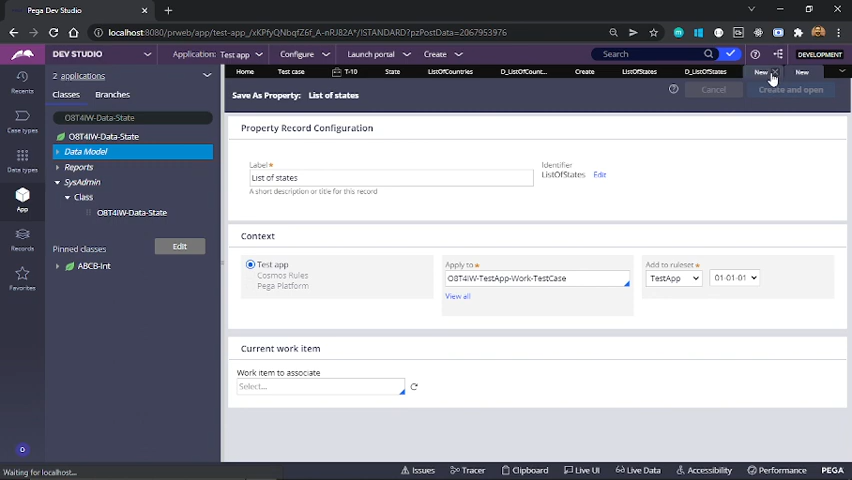 Pega Dev Studio
localhost:8080/prweb/app/test-app_/xKPfyQNbqfZ6f_A-nRJ82A*/!STANDARD?pzPostData=2067953976
DEV STUDIO
Application: Test app
Configure
Launch portal
Create
Search
DEVELOPMENT
2 applications
Home
Test case
T-10
State
ListOfCountries
D_ListOfCount...
Create
ListOfStates
D_ListOfStates
New
New
Recents
Case types
Data types
App
Records
Favorites
Classes
Branches
O8T4IW-Data-State
O8T4IW-Data-State
Data Model
Reports
SysAdmin
Class
O8T4IW-Data-State
Pinned classes
Edit
ABCB-Int
Save As Property: List of states
Cancel
Create and open
Property Record Configuration
Label
List of states
A short description or title for this record
Identifier
ListOfStates Edit
Context
Test app
Cosmos Rules
Pega Platform
Apply to
O8T4IW-TestApp-Work-TestCase
View all
Add to ruleset
TestApp
01-01-01
Current work item
Work item to associate
Select...
O
Waiting for localhost...
Issues
Tracer
Clipboard
Live UI
Live Data
Accessibility
Performance
PEGA